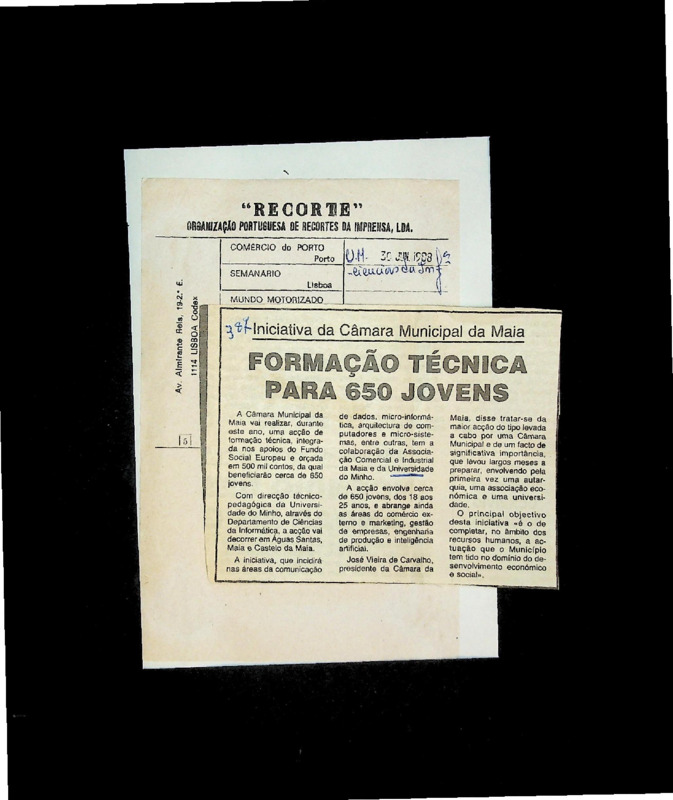 "RECORTE"
ORGANIZAÇÃO PORTUGUESA DE RECORTES DA IMPRENSA, LDA.
COMÉRCIO do PORTO
Porto
U.M. 30 JUN. 1988
SEMANÁRIO
Lisboa
MUNDO MOTORIZADO
Av. Almirante Reis, 19-2.º E.
1114 LISBOA Codex
5
387 Iniciativa da Câmara Municipal da Maia
FORMAÇÃO TÉCNICA
PARA 650 JOVENS
A Câmara Municipal da
Maia vai realizar, durante
este ano, uma acção de
formação técnica, integra-
da nos apoios do Fundo
Social Europeu e orçada
em 500 mil contos, da qual
beneficiarão cerca de 650
jovens.
Com direcção técnico-
pedagógica da Universi-
dade do Minho, através do
Departamento de Ciências
da Informática, a acção vai
decorrer em Águas Santas,
Maia e Castelo da Maia.
A iniciativa, que incidirá
nas áreas da comunicação
de dados, micro-informá-
tica, arquitectura de com-
putadores e micro-siste-
mas, entre outras, tem a
colaboração da Associa-
ção Comercial e Industrial
da Maia e da Universidade
do Minho.
A acção envolve cerca
de 650 jovens, dos 18 aos
25 anos, e abrange ainda
as áreas do comércio ex-
terno e marketing, gestão
de empresas, engenharia
de produção e inteligência
artificial.
José Vieira de Carvalho,
presidente da Câmara da
Maia, disse tratar-se da
maior acção do tipo levada
a cabo por uma Câmara
Municipal e de um facto de
significativa importância,
que levou largos meses a
preparar, envolvendo pela
primeira vez uma autar-
quia, uma associação eco-
nómica e uma universi-
dade.
O principal objectivo
desta iniciativa «é o de
completar, no âmbito dos
recursos humanos, a ac-
tuação que o Município
tem tido no domínio do de-
senvolvimento económico
e social».